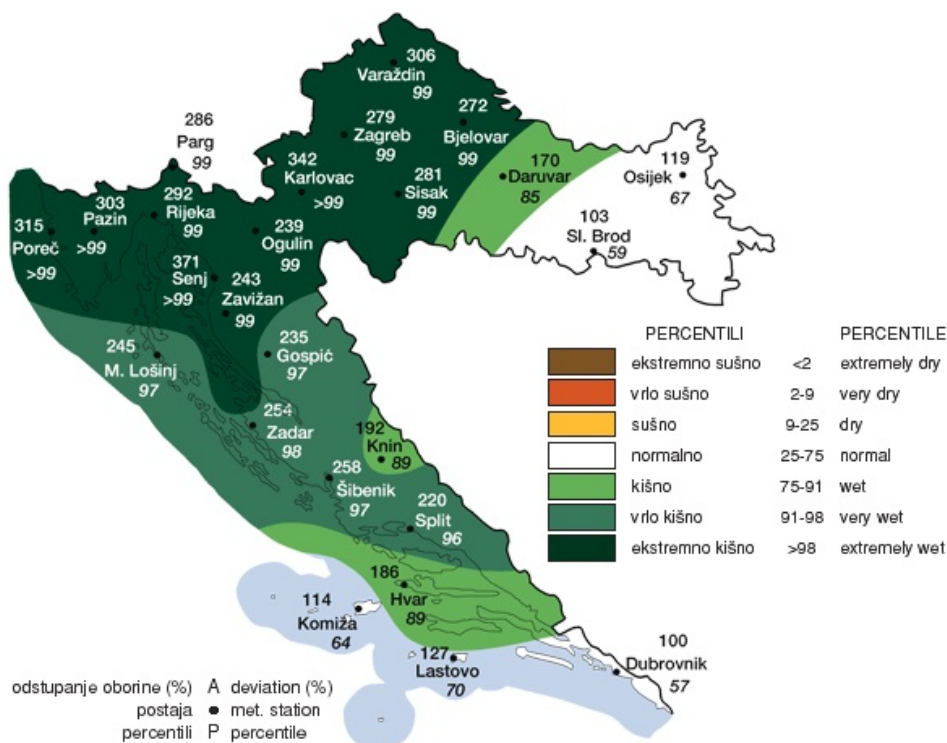 306
Varaždin
99
279
Zagreb
99
272
Bjelovar
99
286
Parg
99
342
Karlovac
>99
281
Sisak
99
170
Daruvar
85
119
Osijek
67
103
Sl. Brod
59
315
Poreč
>99
303
Pazin
>99
292
Rijeka
99
239
Ogulin
99
371
Senj
>99
243
Zavižan
99
245
M. Lošinj
97
235
Gospić
97
254
Zadar
98
192
Knin
89
258
Šibenik
97
220
Split
96
186
Hvar
89
114
Komiža
64
127
Lastovo
70
100
Dubrovnik
57
PERCENTILI PERCENTILE
ekstremno sušno <2 extremely dry
vrlo sušno 2-9 very dry
sušno 9-25 dry
normalno 25-75 normal
kišno 75-91 wet
vrlo kišno 91-98 very wet
ekstremno kišno >98 extremely wet
odstupanje oborine (%) A deviation (%)
postaja met. station
percentili P percentile